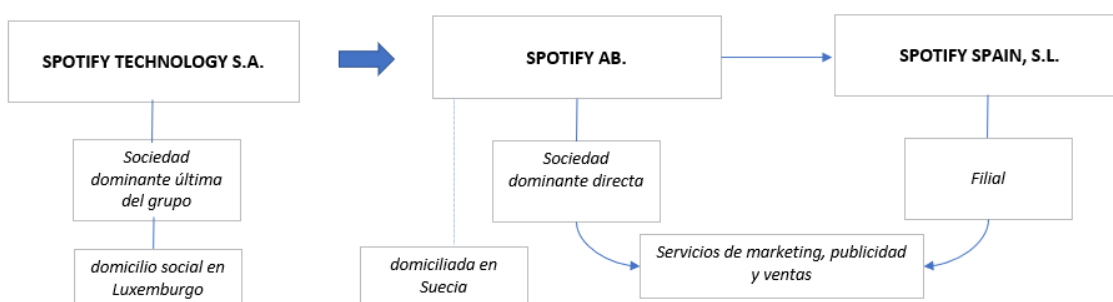 SPOTIFY TECHNOLOGY S.A.
SPOTIFY AB.
SPOTIFY SPAIN, S.L.
Sociedad
dominante última
del grupo
Sociedad
dominante directa
Filial
domicilio social en
Luxemburgo
domiciliada en
Suecia
Servicios de marketing, publicidad
y ventas